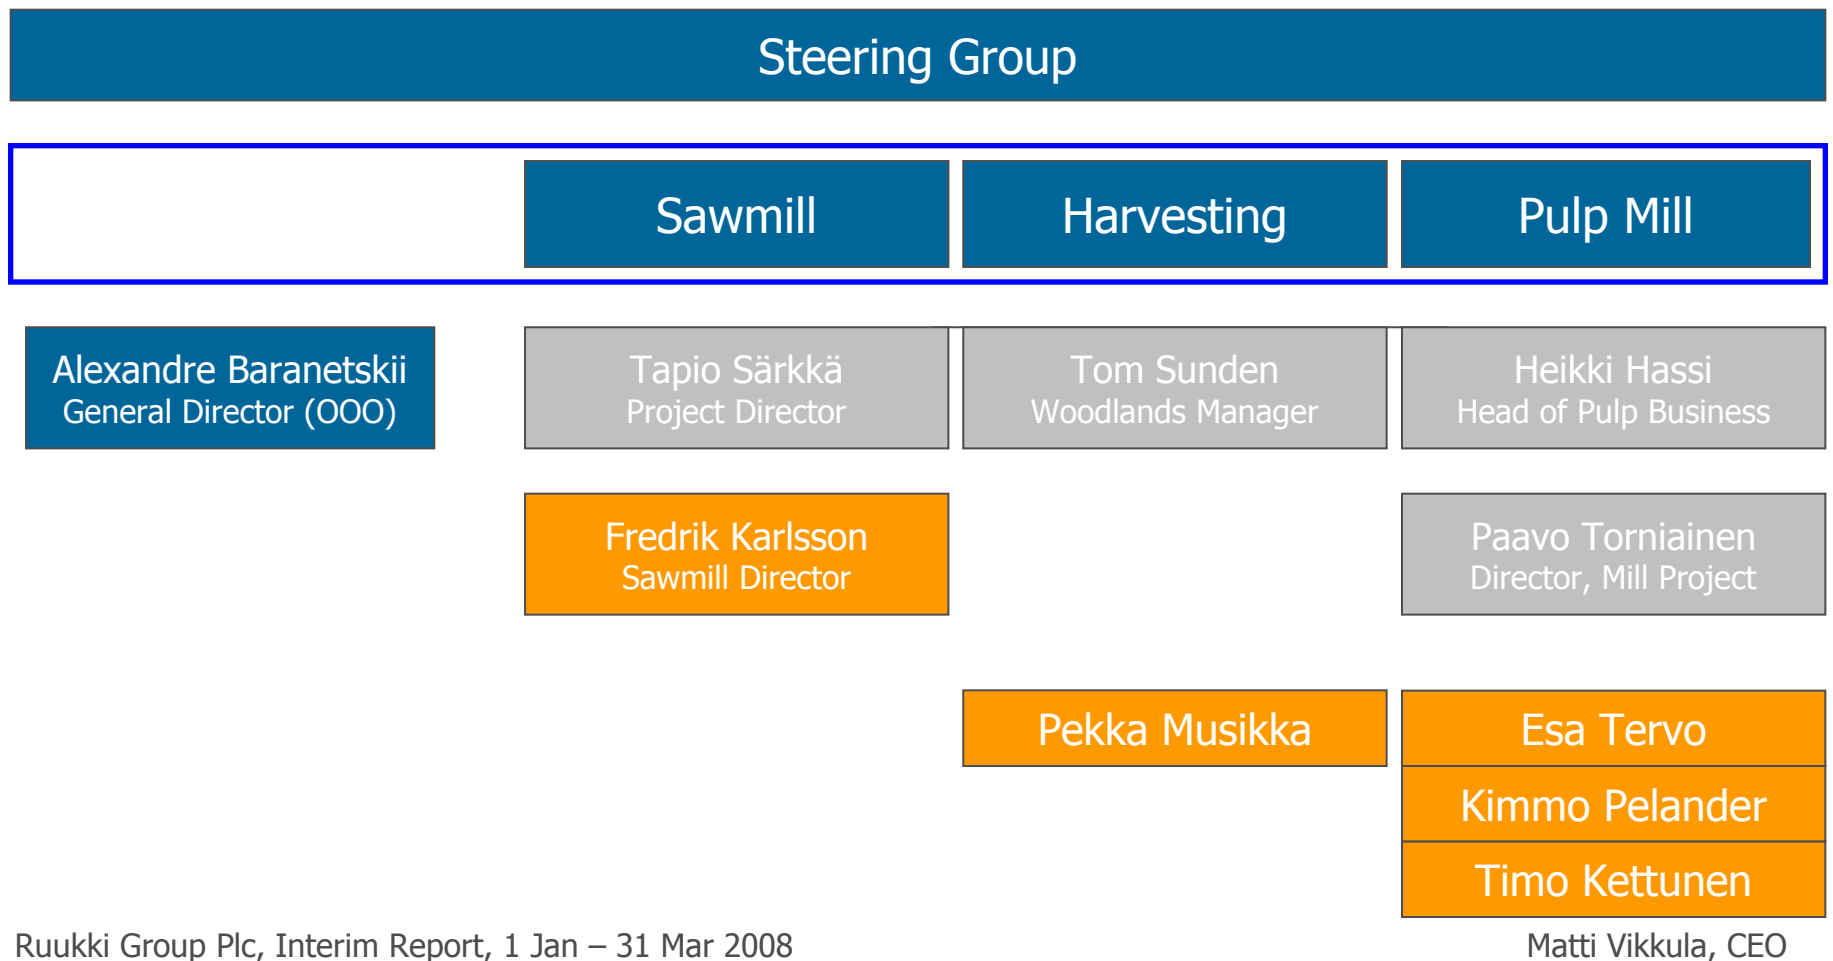 Steering Group
Sawmill
Harvesting
Pulp Mill
Alexandre Baranetskii
General Director (OOO)
Tapio Särkkä
Project Director
Tom Sunden
Woodlands Manager
Heikki Hassi
Head of Pulp Business
Fredrik Karlsson
Sawmill Director
Paavo Torniainen
Director, Mill Project
Pekka Musikka
Esa Tervo
Kimmo Pelander
Timo Kettunen
Ruukki Group Plc, Interim Report, 1 Jan – 31 Mar 2008
Matti Vikkula, CEO